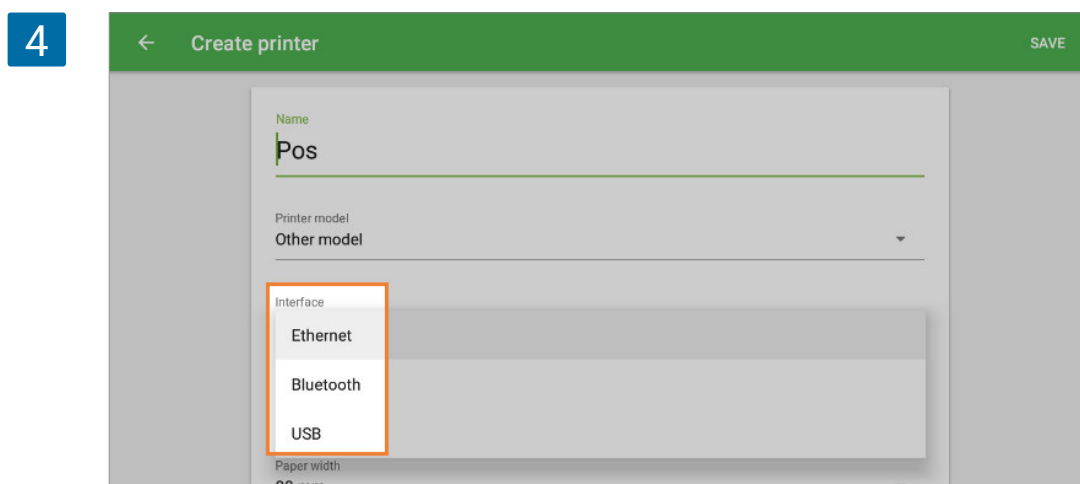 4
← Create printer SAVE
Name
Pos
Printer model
Other model
Interface
Ethernet
Bluetooth
USB
Paper width